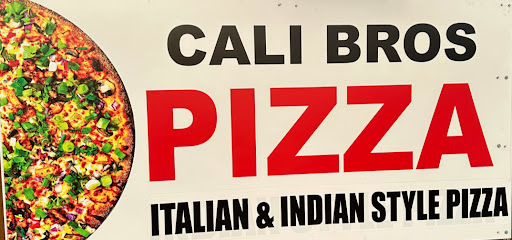 CALI BROS
PIZZA
ITALIAN & INDIAN STYLE PIZZA